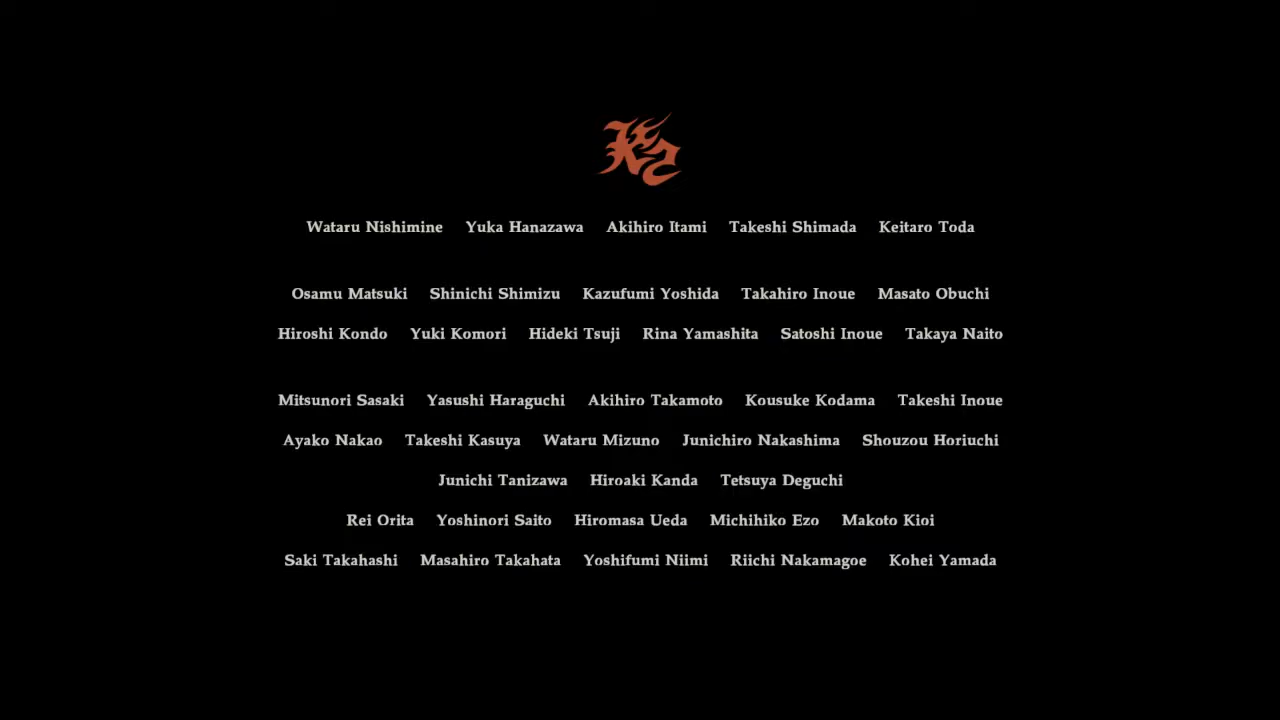 K2
Wataru Nishimine Yuka Hanazawa Akihiro Itami Takeshi Shimada Keitaro Toda
Osamu Matsuki Shinichi Shimizu Kazufumi Yoshida Takahiro Inoue Masato Obuchi
Hiroshi Kondo Yuki Komori Hideki Tsuji Rina Yamashita Satoshi Inoue Takaya Naito
Mitsunori Sasaki Yasushi Haraguchi Akihiro Takamoto Kousuke Kodama Takeshi Inoue
Ayako Nakao Takeshi Kasuya Wataru Mizuno Junichiro Nakashima Shouzou Horiuchi
Junichi Tanizawa Hiroaki Kanda Tetsuya Deguchi
Rei Orita Yoshinori Saito Hiromasa Ueda Michihiko Ezo Makoto Kioi
Saki Takahashi Masahiro Takahata Yoshifumi Niimi Riichi Nakamagoe Kohei Yamada